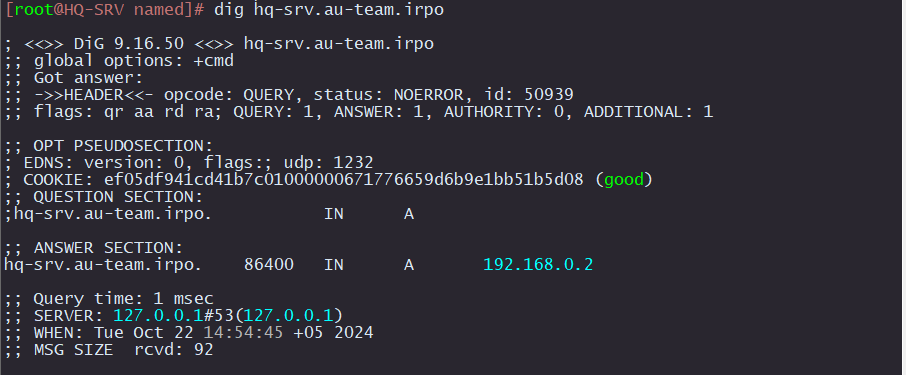 [root@HQ-SRV named]# dig hq-srv.au-team.irpo
; <<>> DiG 9.16.50 <<>> hq-srv.au-team.irpo
;; global options: +cmd
;; Got answer:
;; ->>HEADER<<- opcode: QUERY, status: NOERROR, id: 50939
;; flags: qr aa rd ra; QUERY: 1, ANSWER: 1, AUTHORITY: 0, ADDITIONAL: 1
;; OPT PSEUDOSECTION:
; EDNS: version: 0, flags:; udp: 1232
; COOKIE: ef05df941cd41b7c01000000671776659d6b9e1bb51b5d08 (good)
;; QUESTION SECTION:
;hq-srv.au-team.irpo. IN A
;; ANSWER SECTION:
hq-srv.au-team.irpo. 86400 IN A 192.168.0.2
;; Query time: 1 msec
;; SERVER: 127.0.0.1#53(127.0.0.1)
;; WHEN: Tue Oct 22 14:54:45 +05 2024
;; MSG SIZE rcvd: 92